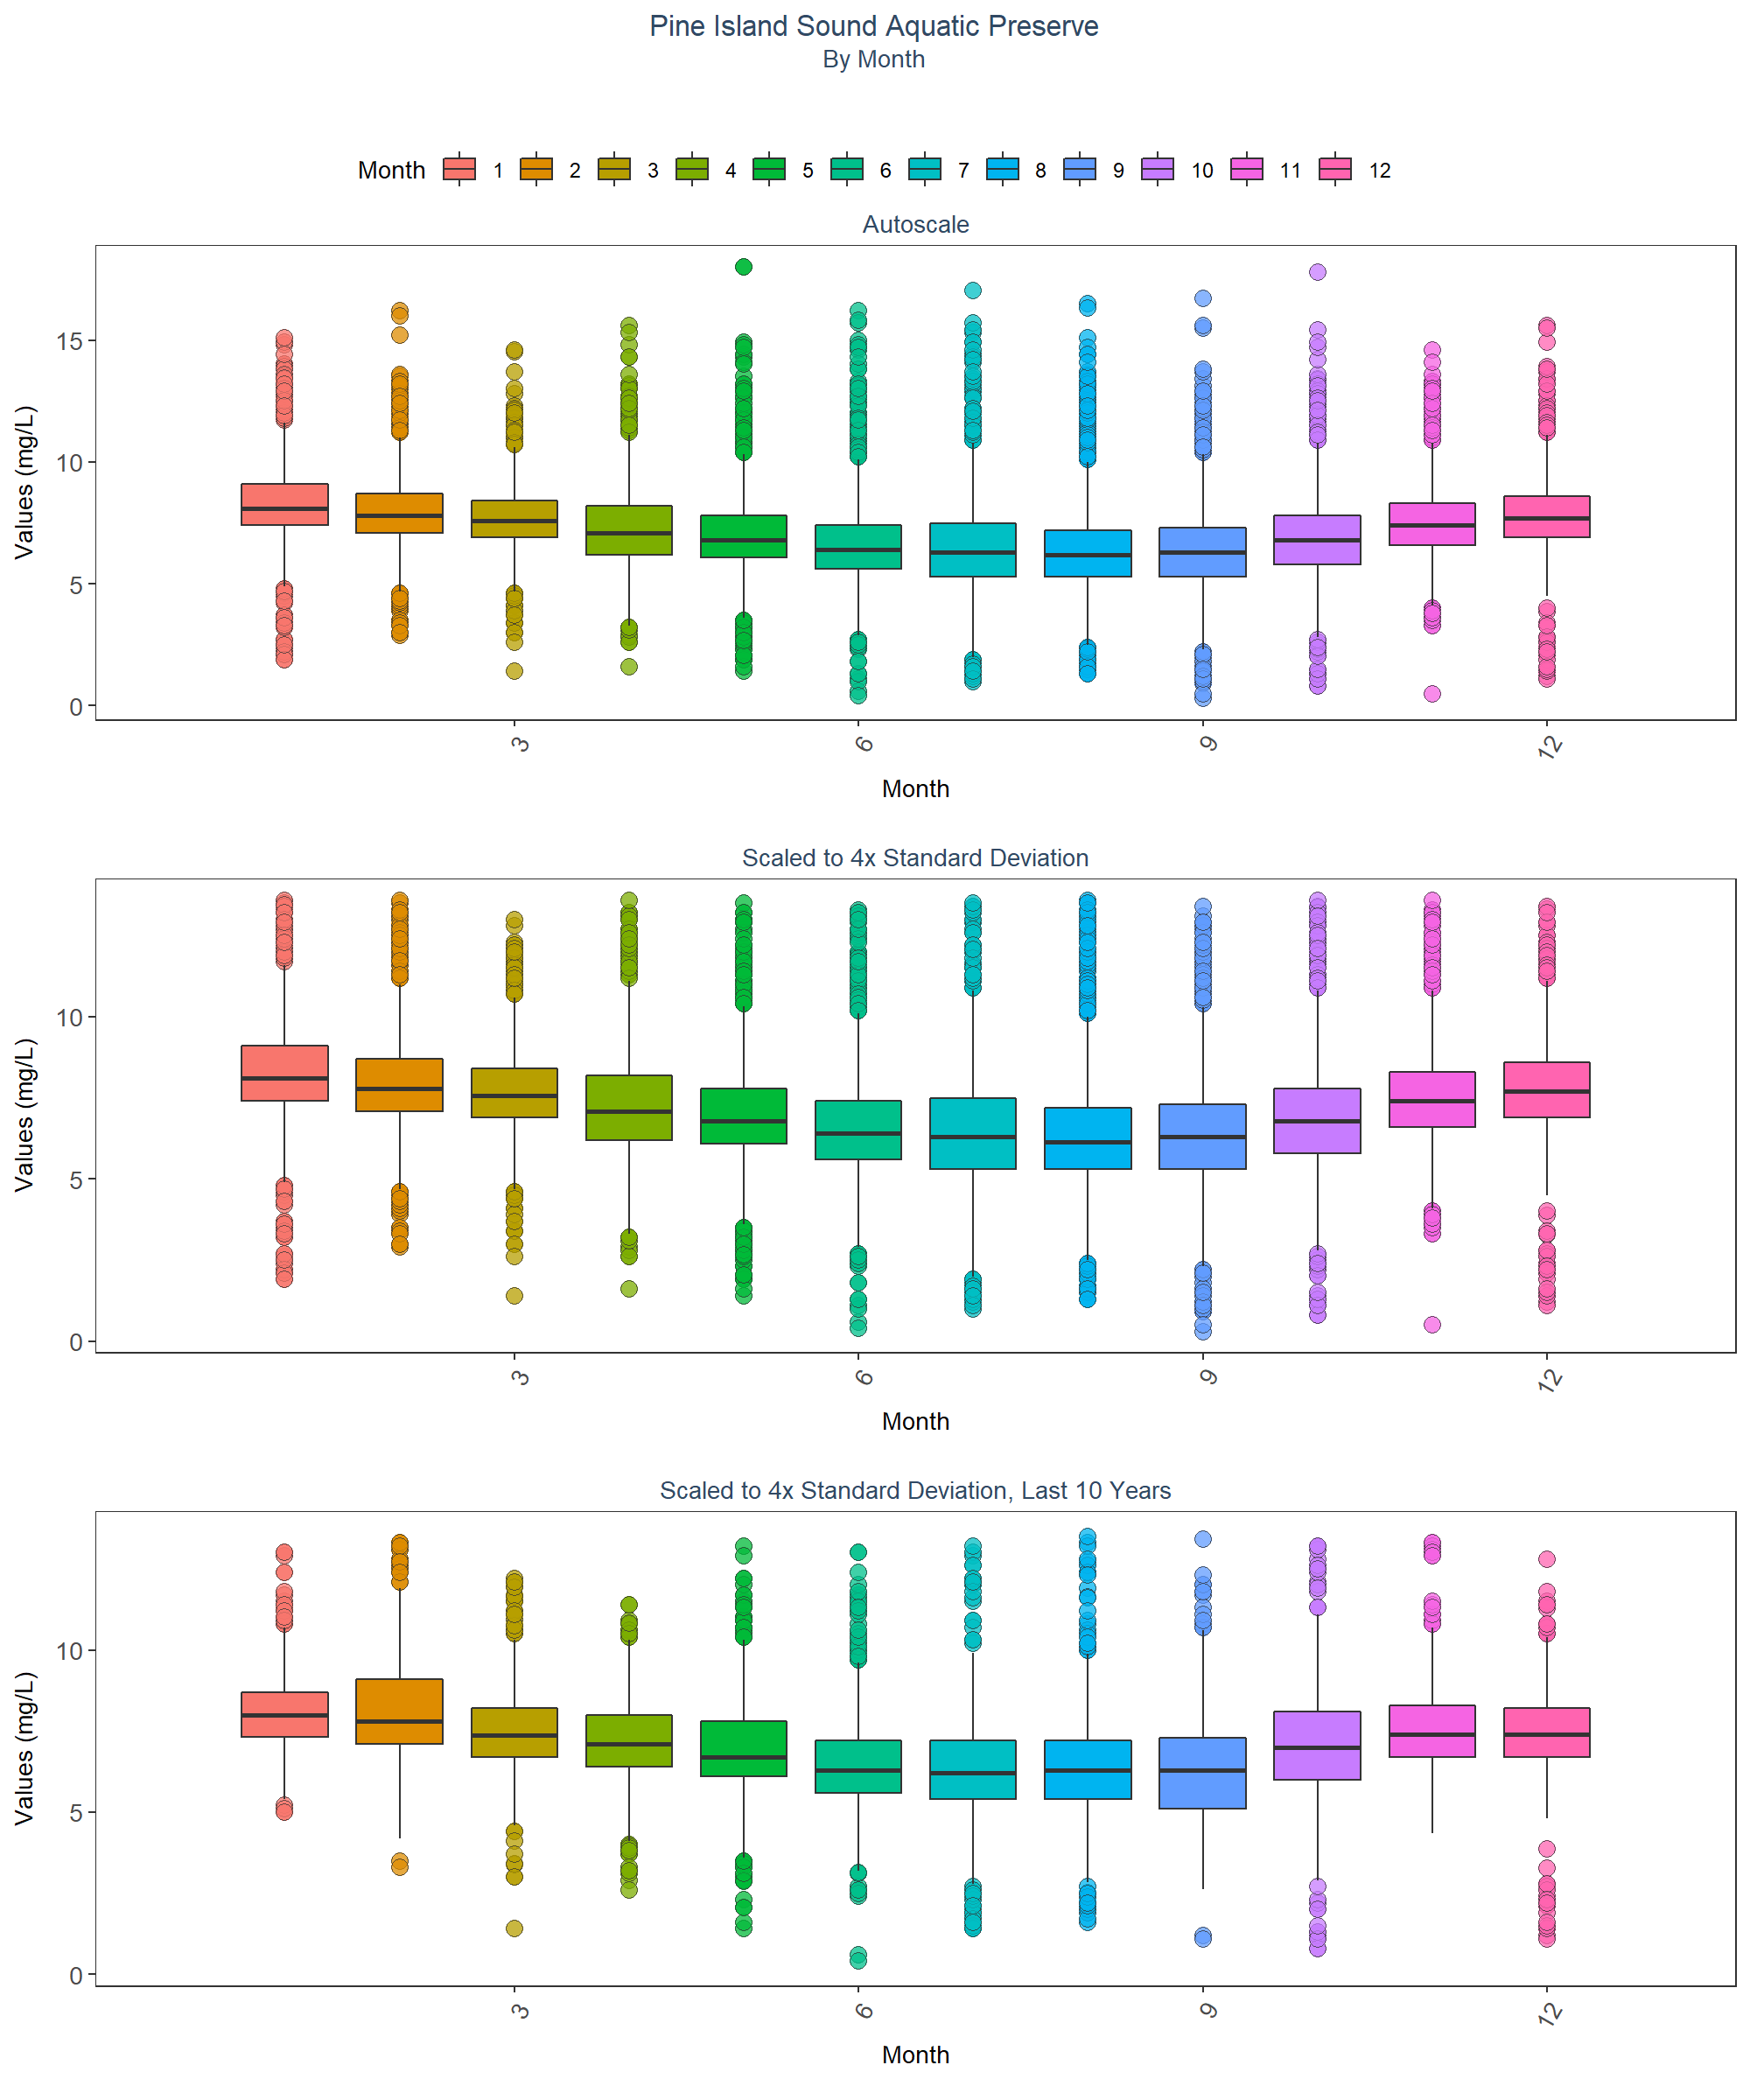 Pine Island Sound Aquatic Preserve
By Month
Month 1 2 3 4 5 6 7 8 9 10 11 12
Autoscale
Values (mg/L)
15
10
5
0
3 6 9 12
Month
Scaled to 4x Standard Deviation
Values (mg/L)
10
5
0
3 6 9 12
Month
Scaled to 4x Standard Deviation, Last 10 Years
Values (mg/L)
10
5
0
3 6 9 12
Month